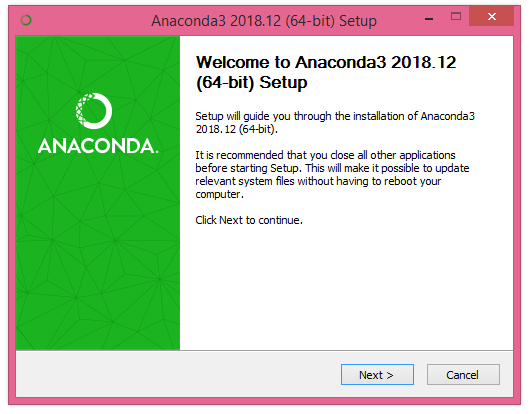 Anaconda3 2018.12 (64-bit) Setup
ANACONDA.
Welcome to Anaconda3 2018.12
(64-bit) Setup
Setup will guide you through the installation of Anaconda3
2018.12 (64-bit).
It is recommended that you close all other applications
before starting Setup. This will make it possible to update
relevant system files without having to reboot your
computer.
Click Next to continue.
Next >
Cancel